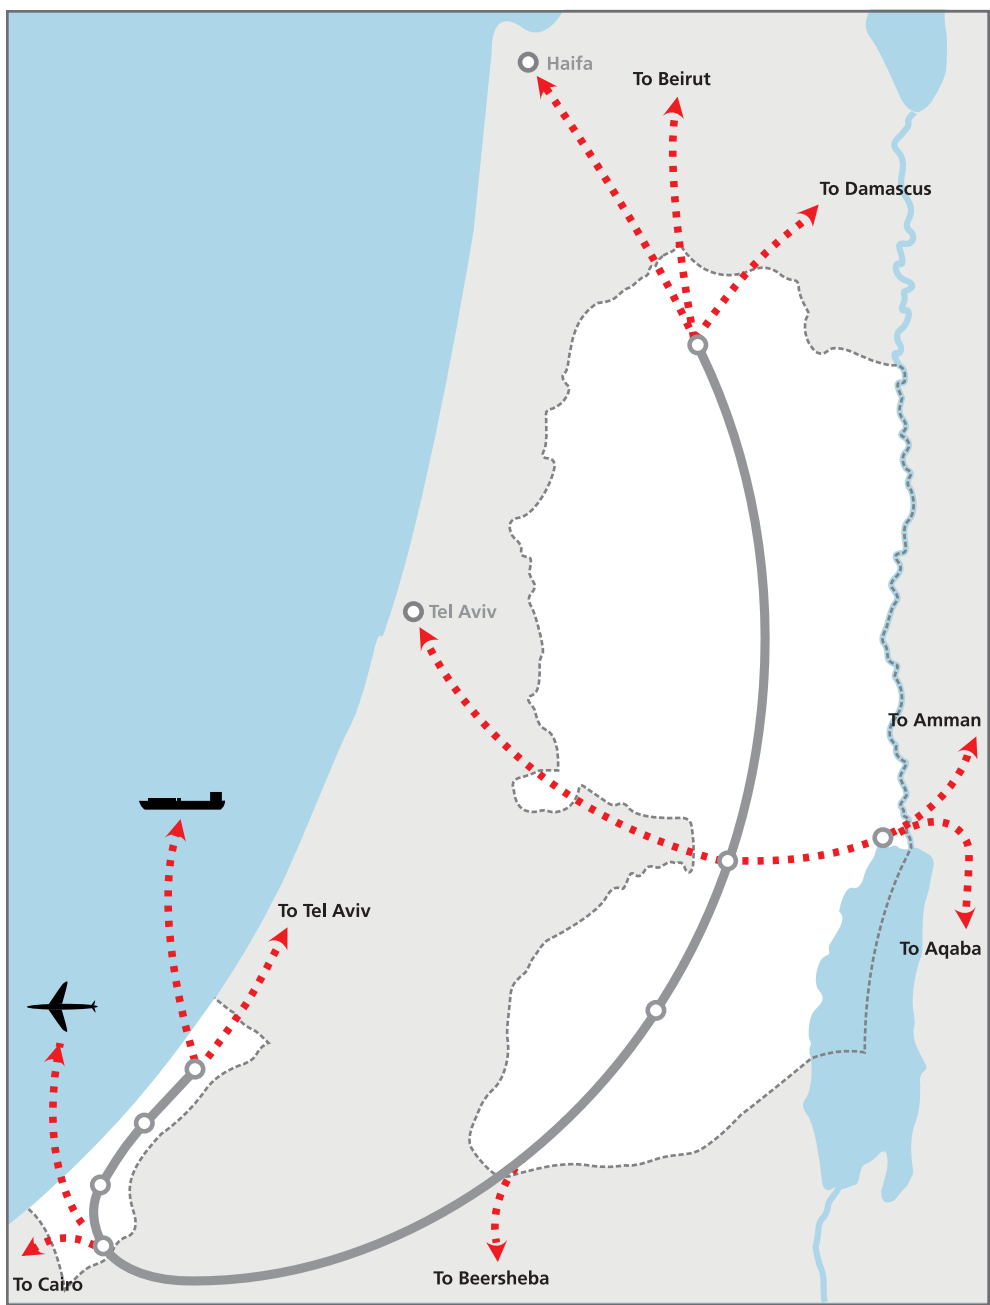 Haifa
To Beirut
To Damascus
Tel Aviv
To Amman
To Tel Aviv
To Aqaba
To Beersheba
To Cairo